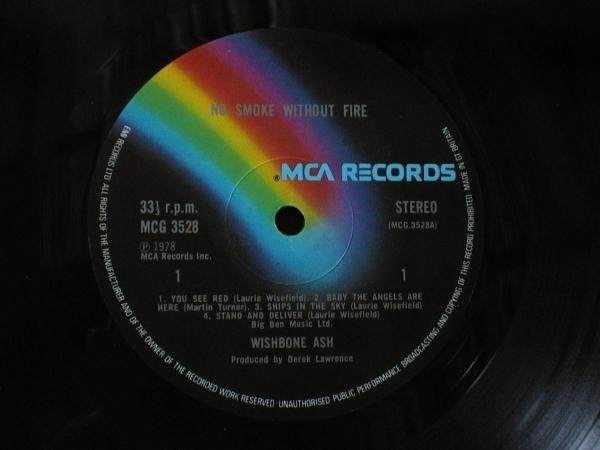 NO SMOKE WITHOUT FIRE
® MCA RECORDS
33⅓ r.p.m.
STEREO
MCG 3528
(MCG.3528A)
℗ 1978
MCA Records Inc.
1
1
1. YOU SEE RED (Laurie Wisefield). 2. BABY THE ANGELS ARE
HERE (Martin Turner). 3. SHIPS IN THE SKY (Laurie Wisefield)
4. STAND AND DELIVER (Laurie Wisefield)
Big Ben Music Ltd.
WISHBONE ASH
Produced by Derek Lawrence
EMI RECORDS LTD ALL RIGHTS OF THE MANUFACTURER AND OF THE OWNER OF THE RECORDED WORK RESERVED·UNAUTHORISED PUBLIC PERFORMANCE BROADCASTING AND COPYING OF THIS RECORD PROHIBITED MADE IN GT BRITAIN